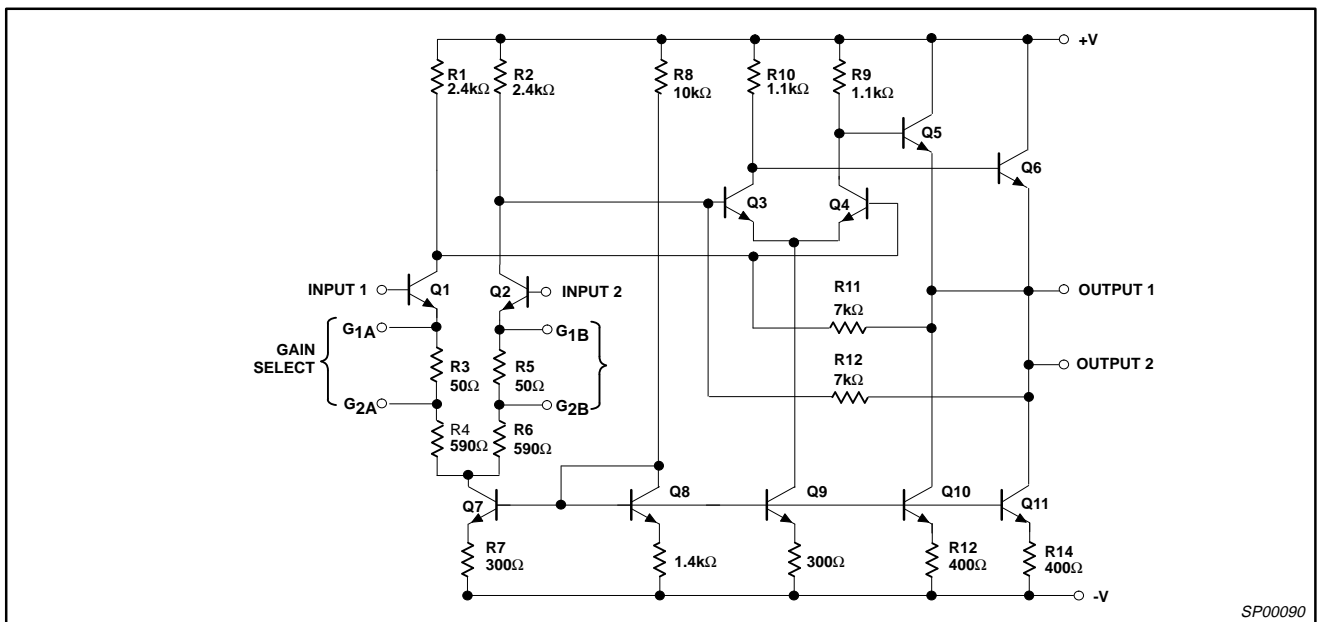 +V
R1
2.4kΩ
R2
2.4kΩ
R8
10kΩ
R10
1.1kΩ
R9
1.1kΩ
Q5
Q6
Q3
Q4
INPUT 1
Q1
Q2
INPUT 2
R11
7kΩ
OUTPUT 1
G1A
G1B
GAIN
SELECT
R3
50Ω
R5
50Ω
R12
7kΩ
OUTPUT 2
G2A
G2B
R4
590Ω
R6
590Ω
Q7
Q8
Q9
Q10
Q11
R7
300Ω
1.4kΩ
300Ω
R12
400Ω
R14
400Ω
-V
SP00090